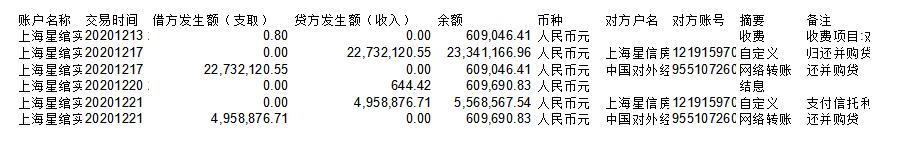 账户名称 交易时间 借方发生额（支取） 贷方发生额（收入） 余额 币种 对方户名 对方账号 摘要 备注
上海星绾实 20201213 0.80 0.00 609,046.41 人民币元 收费 收费项目:对
上海星绾实 20201217 0.00 22,732,120.55 23,341,166.96 人民币元 上海星信房 121915970 自定义 归还并购贷
上海星绾实 20201217 22,732,120.55 0.00 609,046.41 人民币元 中国对外经 955107260 网络转账 还并购贷
上海星绾实 20201220 0.00 644.42 609,690.83 人民币元 结息
上海星绾实 20201221 0.00 4,958,876.71 5,568,567.54 人民币元 上海星信房 121915970 自定义 支付信托利
上海星绾实 20201221 4,958,876.71 0.00 609,690.83 人民币元 中国对外经 955107260 网络转账 还并购贷